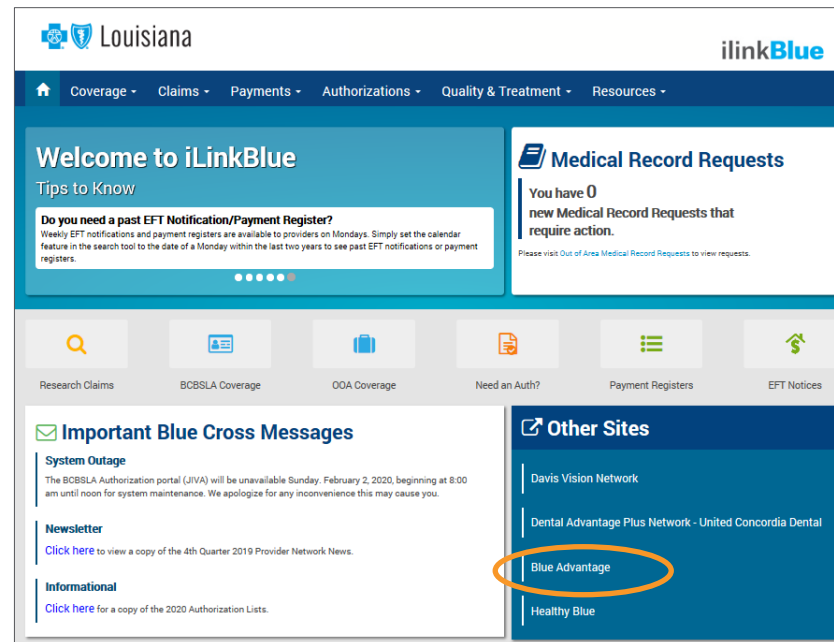 Louisiana
ilinkBlue
Coverage
Claims
Payments
Authorizations
Quality & Treatment
Resources
Welcome to iLinkBlue
Tips to Know
Do you need a past EFT Notification/Payment Register?
Weekly EFT notifications and payment registers are available to providers on Mondays. Simply set the calendar
feature in the search tool to the date of a Monday within the last two years to see past EFT notifications or payment
registers.
Medical Record Requests
You have 0
new Medical Record Requests that
require action.
Please visit Out of Area Medical Record Requests to view requests.
Research Claims
BCBSLA Coverage
OOA Coverage
Need an Auth?
Payment Registers
EFT Notices
Important Blue Cross Messages
System Outage
The BCBSLA Authorization portal (JIVA) will be unavailable Sunday. February 2, 2020, beginning at 8:00
am until noon for system maintenance. We apologize for any inconvenience this may cause you.
Newsletter
Click here to view a copy of the 4th Quarter 2019 Provider Network News.
Informational
Click here for a copy of the 2020 Authorization Lists.
Other Sites
Davis Vision Network
Dental Advantage Plus Network - United Concordia Dental
Blue Advantage
Healthy Blue